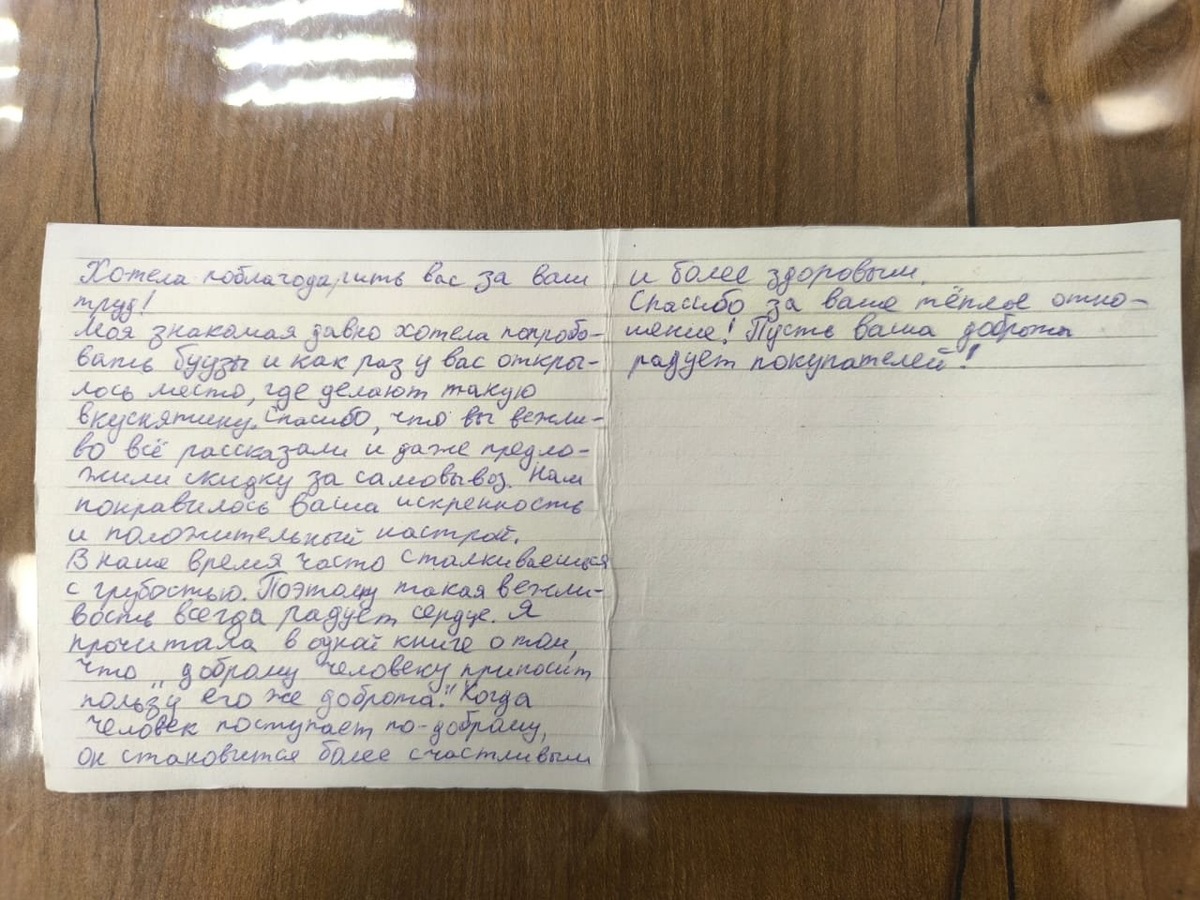 Хотела поблагодарить вас за ваш
труд!
Моя знакомая давно хотела попробо-
вать буузы и как раз у вас откры-
лось место, где делают такую
вкуснятину. Спасибо, что вы вежли-
во всё рассказали и даже предло-
жили скидку за самовывоз. Нам
понравилось ваша искренность
и положительный настрой.
В наше время часто сталкиваешься
с грубостью. Поэтому такая вежли-
вость всегда радует сердце. Я
прочитала в одной книге о том,
что „доброму человеку приносит
пользу его же доброта." Когда
человек поступает по-доброму,
он становится более счастливым
и более здоровым.
Спасибо за ваше тёплое отно-
шение! Пусть ваша доброта
радует покупателей!